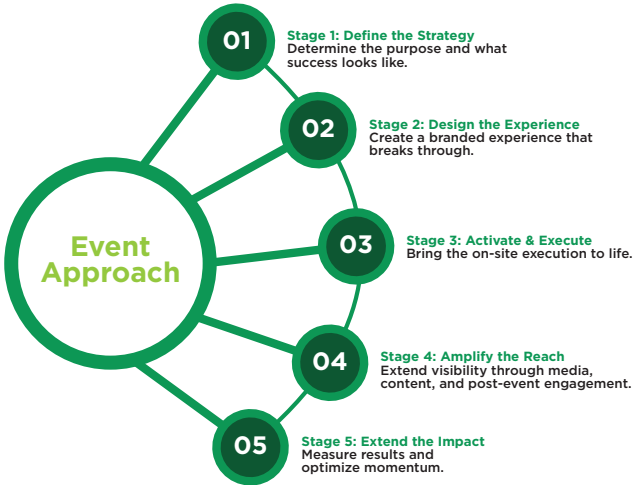 Event
Approach
01
Stage 1: Define the Strategy
Determine the purpose and what
success looks like.
02
Stage 2: Design the Experience
Create a branded experience that
breaks through.
03
Stage 3: Activate & Execute
Bring the on-site execution to life.
04
Stage 4: Amplify the Reach
Extend visibility through media,
content, and post-event engagement.
05
Stage 5: Extend the Impact
Measure results and
optimize momentum.